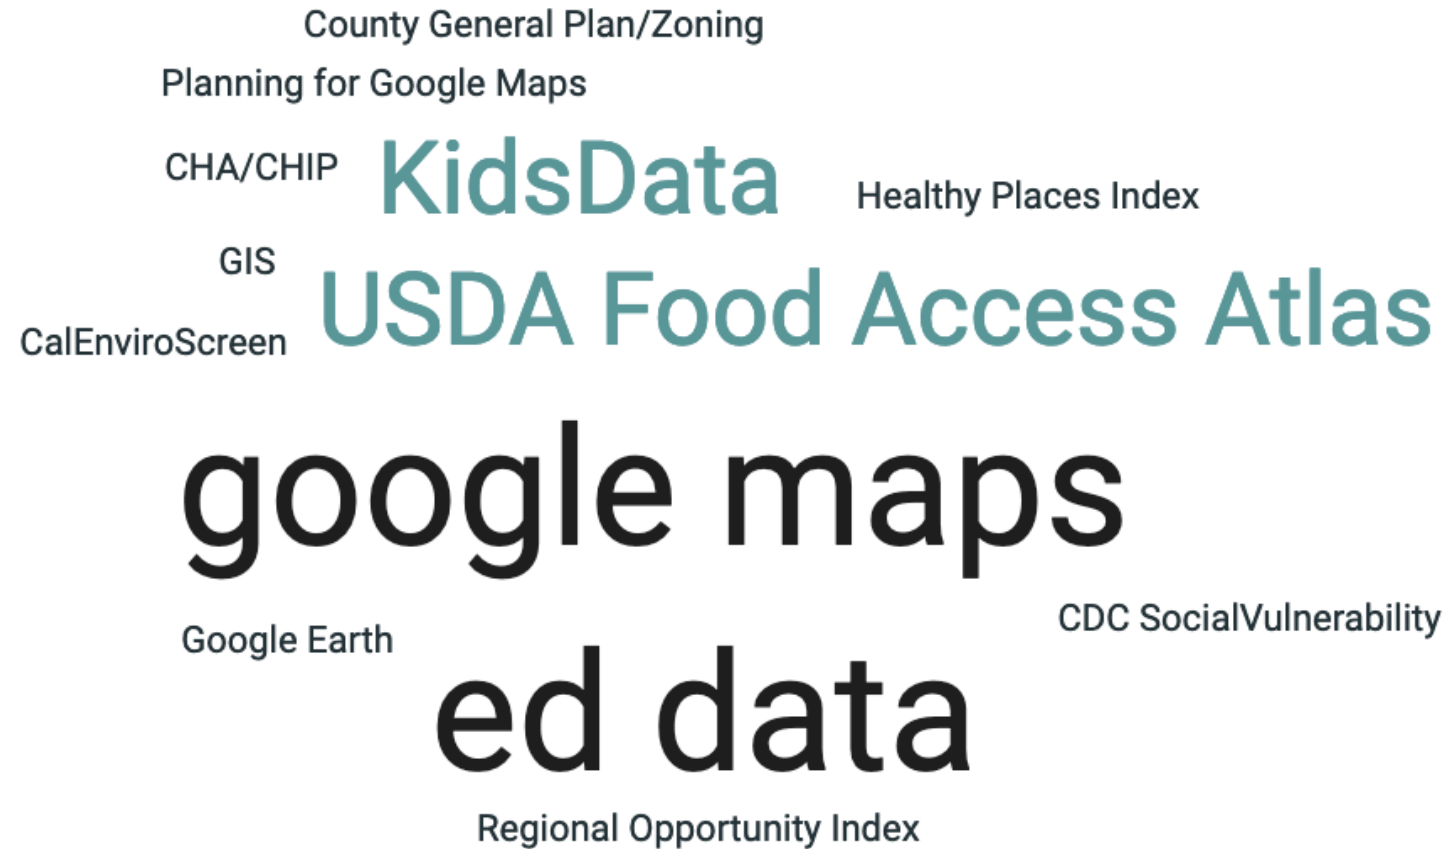 County General Plan/Zoning
Planning for Google Maps
CHA/CHIP
KidsData
Healthy Places Index
GIS
USDA Food Access Atlas
CalEnviroScreen
google maps
CDC SocialVulnerability
Google Earth
ed data
Regional Opportunity Index